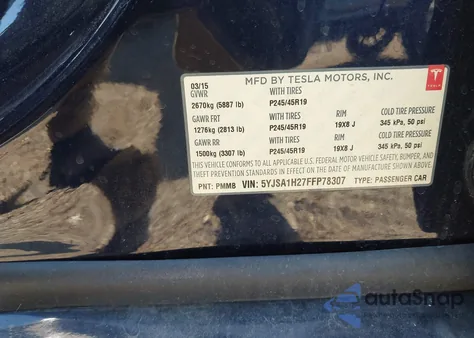 MFD BY TESLA MOTORS, INC.
TESLA
03/15
GVWR WITH TIRES
2670kg (5887 lb) P245/45R19
GAWR FRT WITH TIRES RIM COLD TIRE PRESSURE
1276kg (2813 lb) P245/45R19 19X8 J 345 kPa, 50 psi
GAWR RR WITH TIRES RIM COLD TIRE PRESSURE
1500kg (3307 lb) P245/45R19 19X8 J 345 kPa, 50 psi
THIS VEHICLE CONFORMS TO ALL APPLICABLE U.S. FEDERAL MOTOR VEHICLE SAFETY, BUMPER, AND
THEFT PREVENTION STANDARDS IN EFFECT ON THE DATE OF MANUFACTURE SHOWN ABOVE.
PNT: PMMB VIN: 5YJSA1H27FFP78307 TYPE: PASSENGER CAR
autoSnap